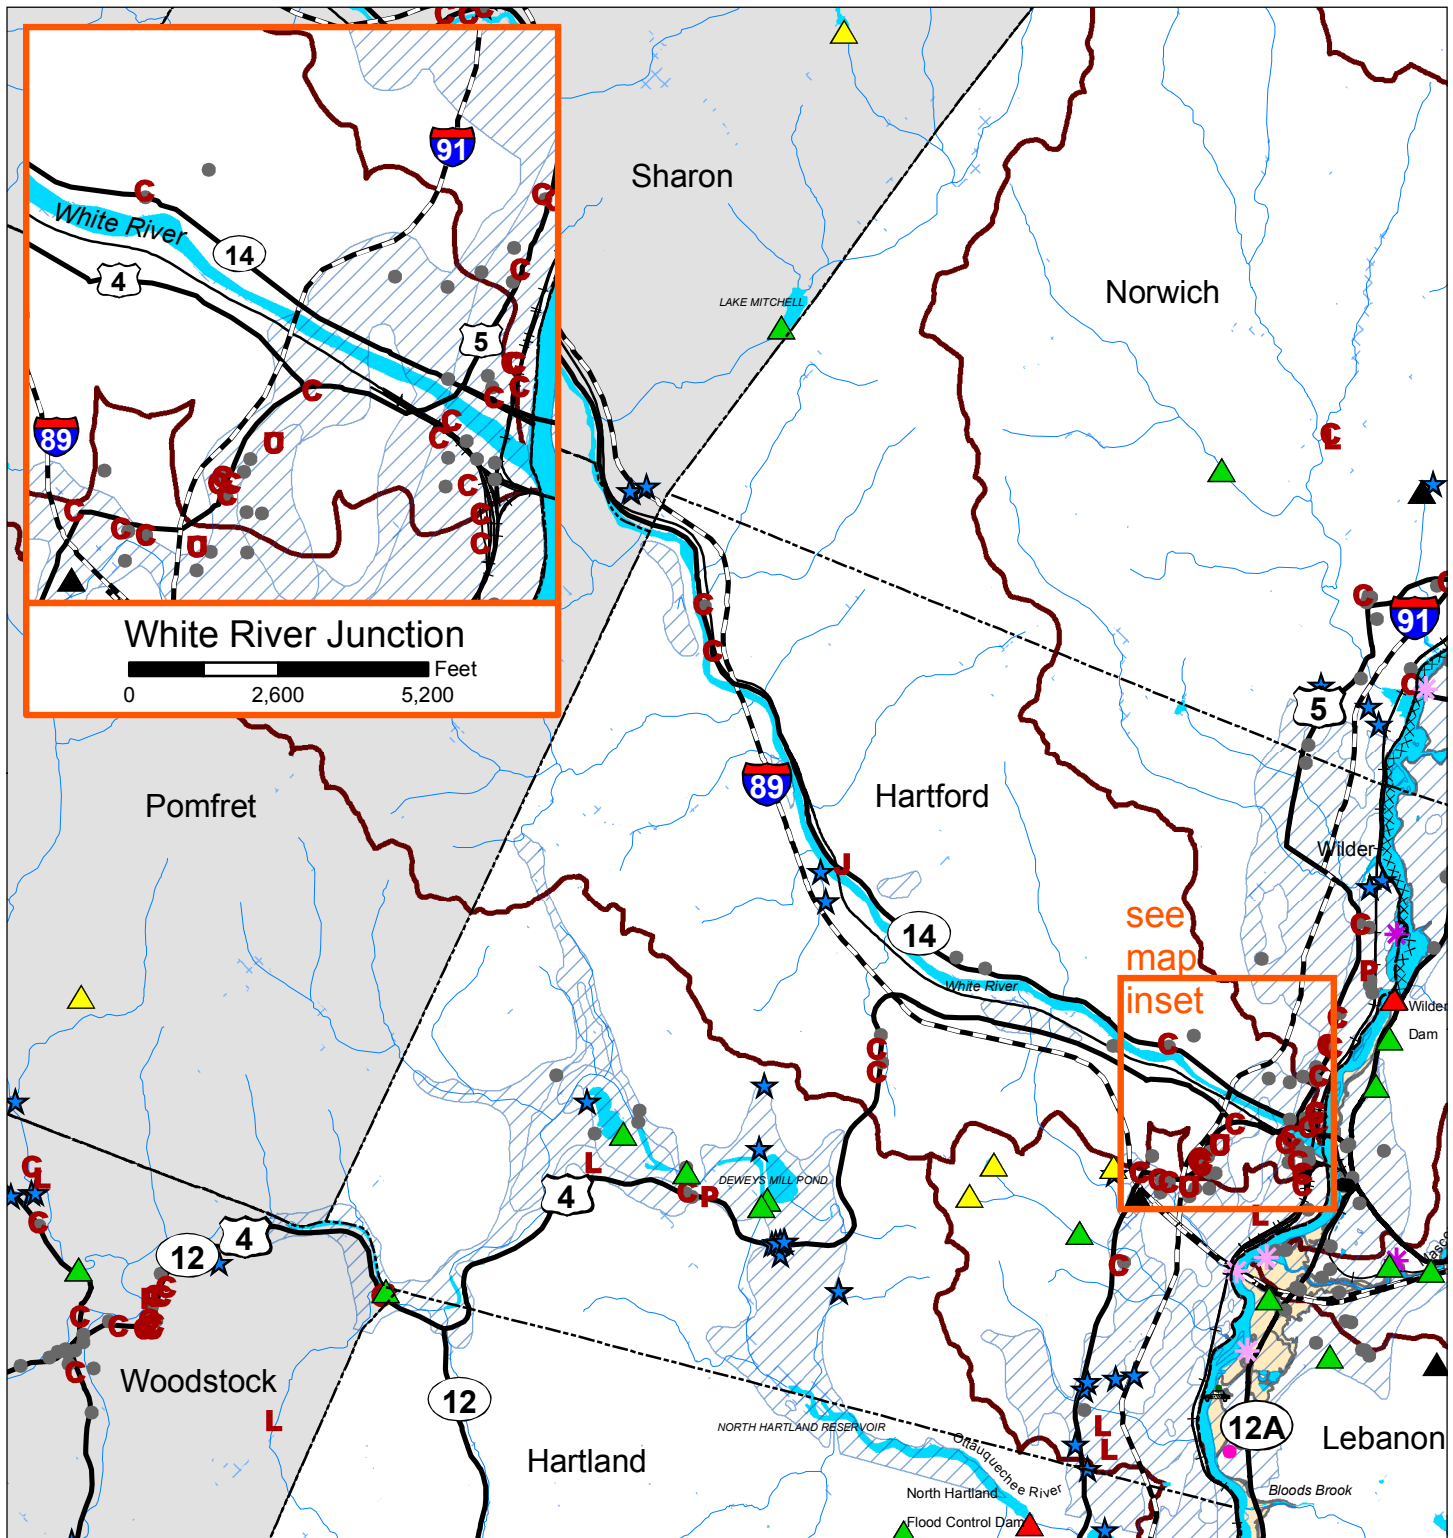 91
Sharon
White River
14
4
LAKE MITCHELL
Norwich
5
89
White River Junction
Feet
0 2,600 5,200
91
5
89
Pomfret
Hartford
Wilder
14
see
map
inset
White River
Wilder
Dam
DEWEYS MILL POND
4
12
4
Woodstock
12
NORTH HARTLAND RESERVOIR
Hartland
Ottauquechee River
12A
Lebanon
North Hartland
Flood Control Dam
Bloods Brook